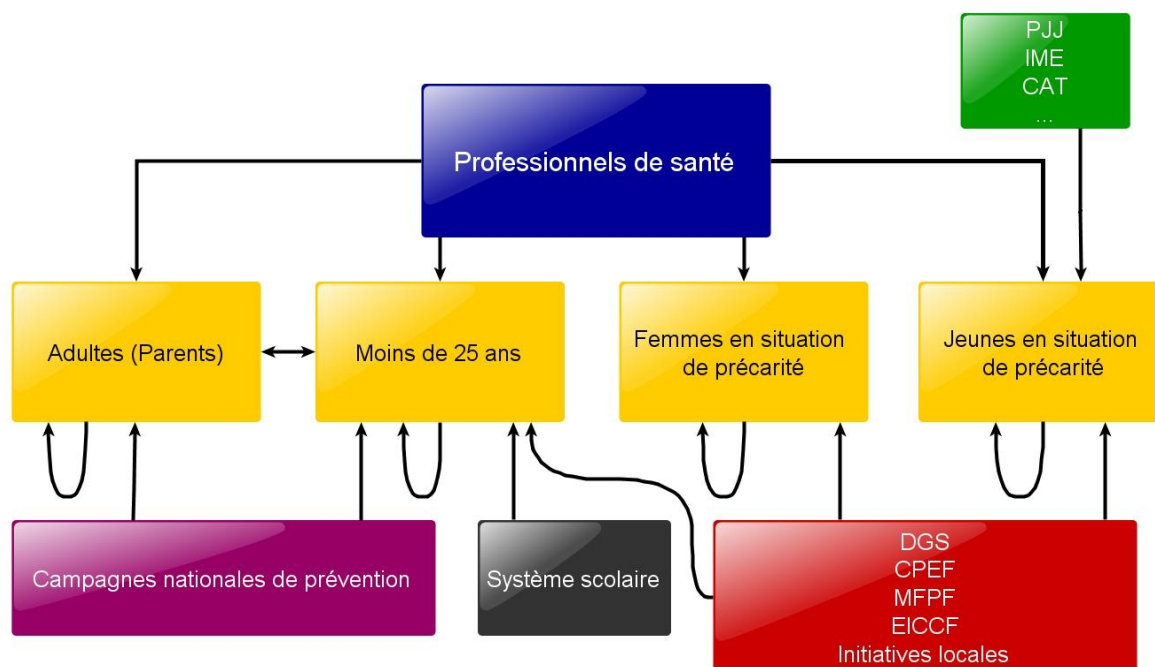 PJJ
IME
CAT
...
Professionnels de santé
Adultes (Parents)
Moins de 25 ans
Femmes en situation
de précarité
Jeunes en situation
de précarité
Campagnes nationales de prévention
Système scolaire
DGS
CPEF
MFPF
EICCF
Initiatives locales